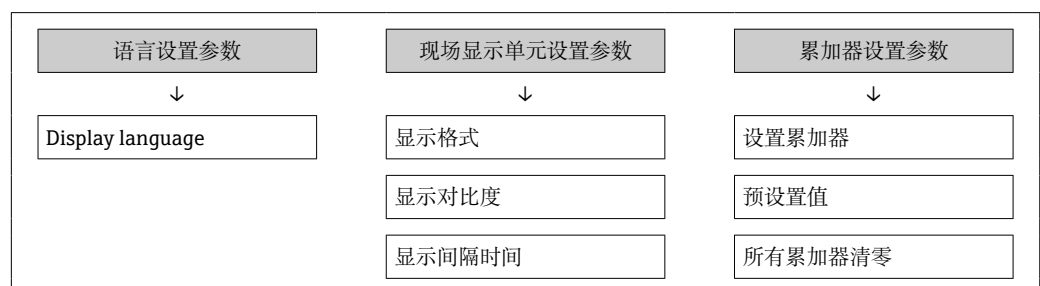 语言设置参数
现场显示单元设置参数
累加器设置参数
↓
↓
↓
Display language
显示格式
设置累加器
显示对比度
预设置值
显示间隔时间
所有累加器清零